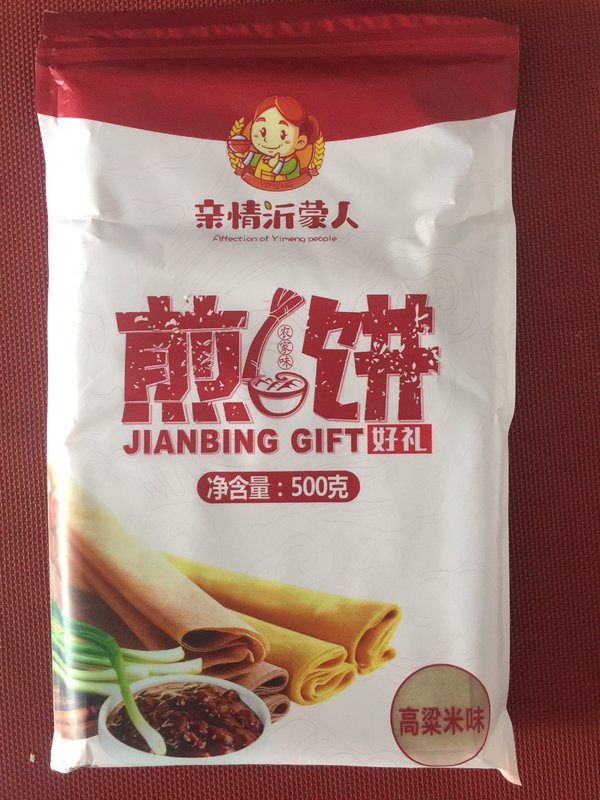 YIMENG
亲情沂蒙人
Affection of Yimeng people
煎饼
农家味
JIANBING GIFT 好礼
净含量：500克
高粱米味